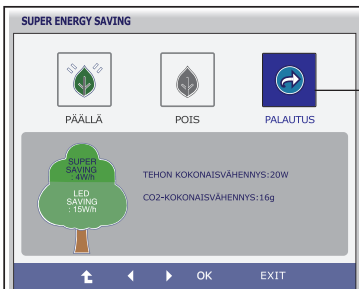 SUPER ENERGY SAVING
PÄÄLLÄ
POIS
PALAUTUS
SUPER
SAVING
: 4W/h
LED
SAVING
: 15W/h
TEHON KOKONAISVÄHENNYS:20W
CO2-KOKONAISVÄHENNYS:16g
OK
EXIT